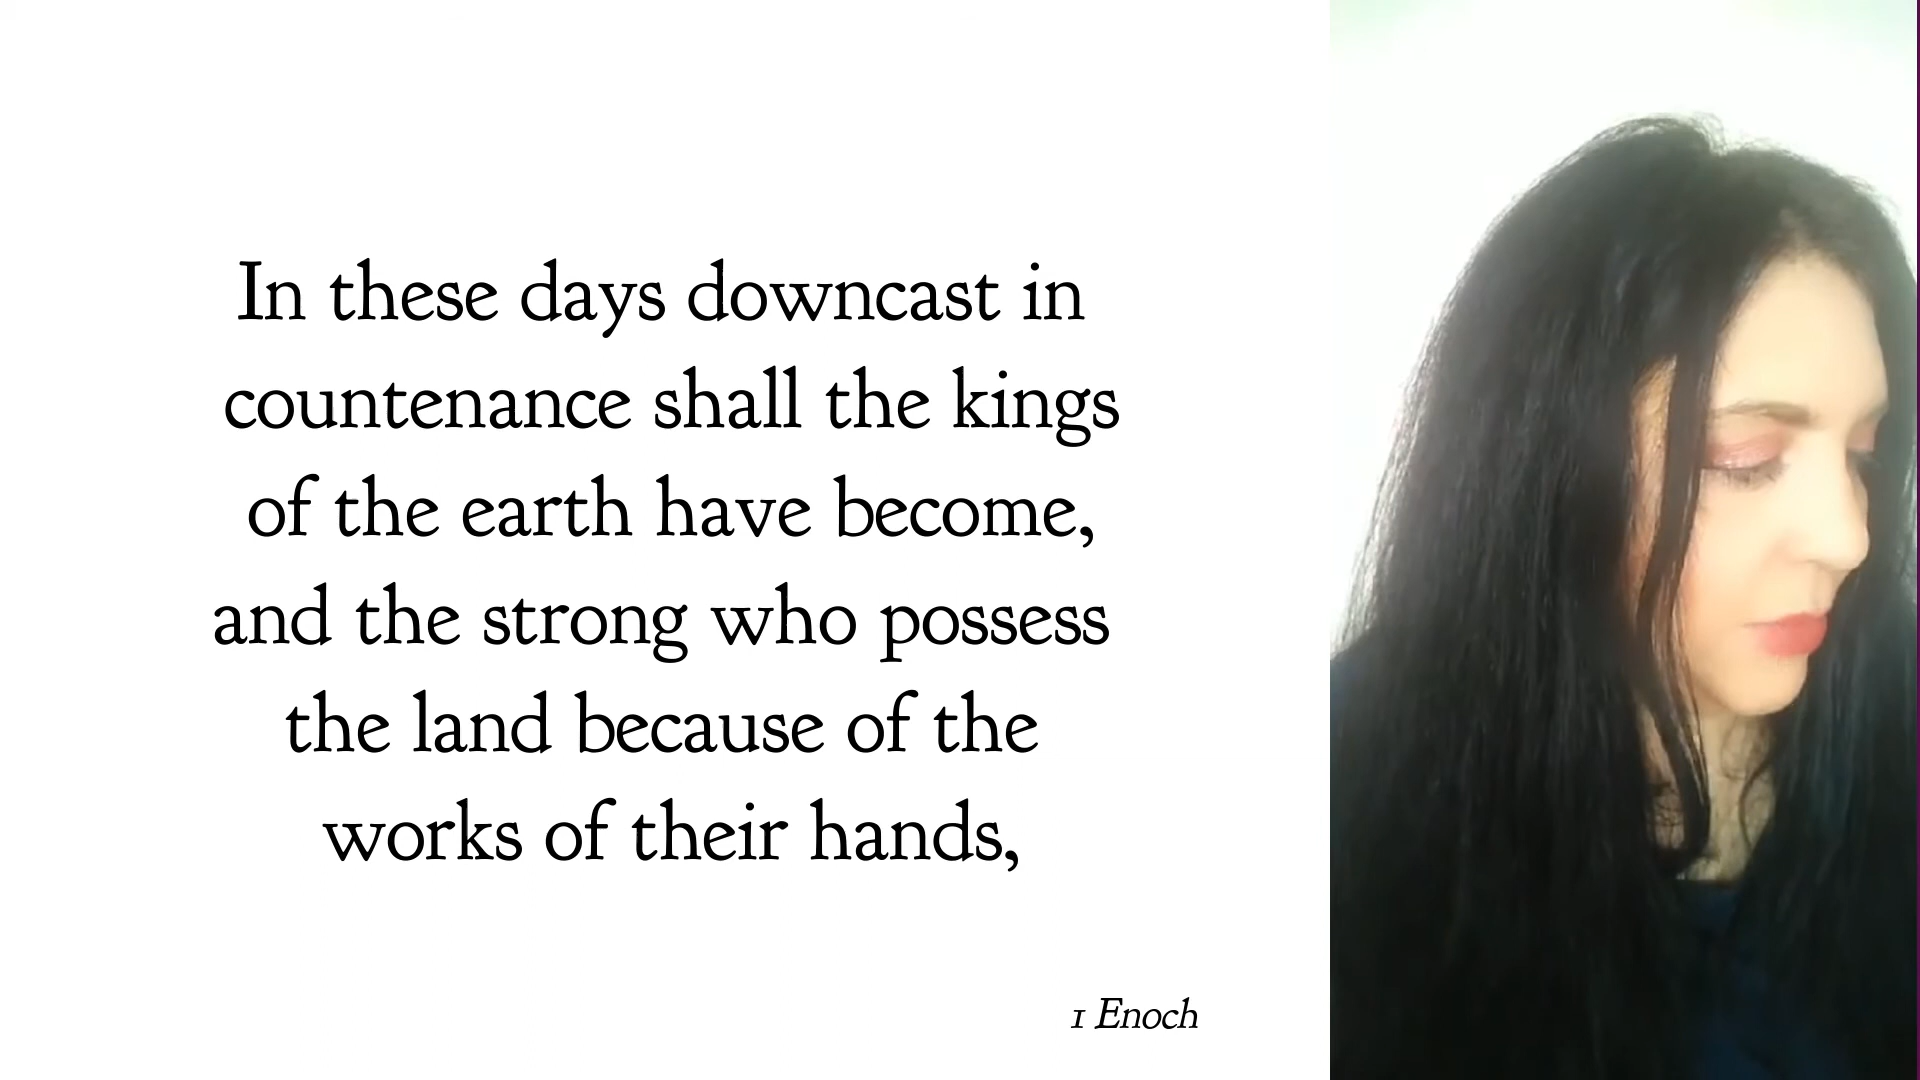 In these days downcast in
countenance shall the kings
of the earth have become,
and the strong who possess
the land because of the
works of their hands,
1 Enoch